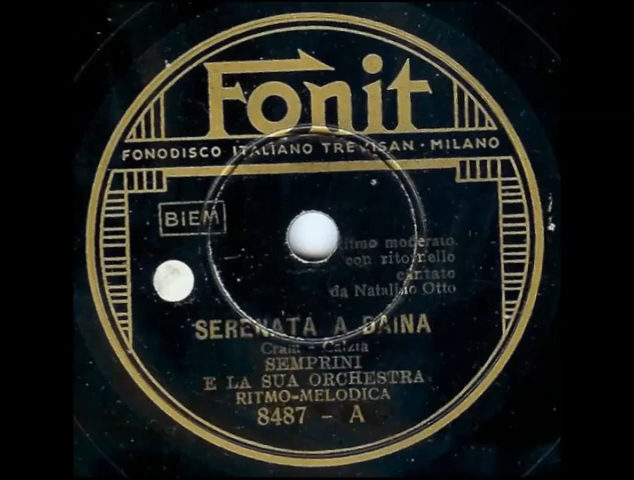 Fonit
FONODISCO ITALIANO TREVISAN · MILANO
BIEM
Ritmo moderato
con ritornello
cantato
da Natalino Otto
SERENATA A DAINA
SEMPRINI
E LA SUA ORCHESTRA
RITMO-MELODICA
8487 - A